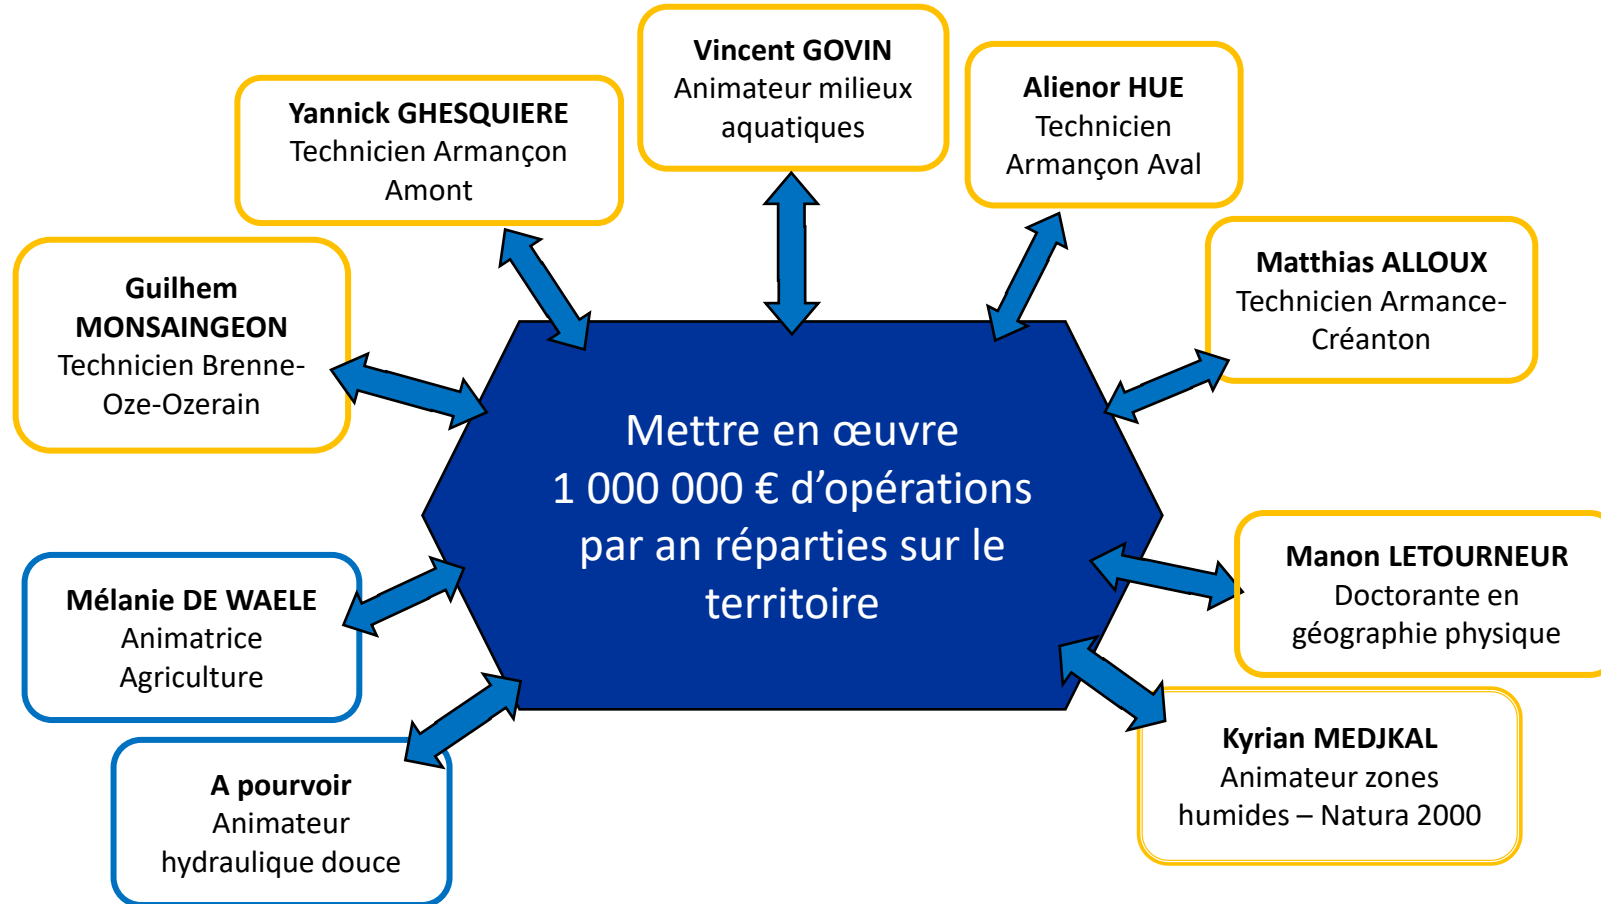 Vincent GOVIN
Animateur milieux
aquatiques
Yannick GHESQUIERE
Technicien Armançon
Amont
Alienor HUE
Technicien
Armançon Aval
Guilhem
MONSAINGEON
Technicien Brenne-
Oze-Ozerain
Matthias ALLOUX
Technicien Armance-
Créanton
Mettre en œuvre
1 000 000 € d’opérations
par an réparties sur le
territoire
Mélanie DE WAELE
Animatrice
Agriculture
Manon LETOURNEUR
Doctorante en
géographie physique
A pourvoir
Animateur
hydraulique douce
Kyrian MEDJKAL
Animateur zones
humides – Natura 2000